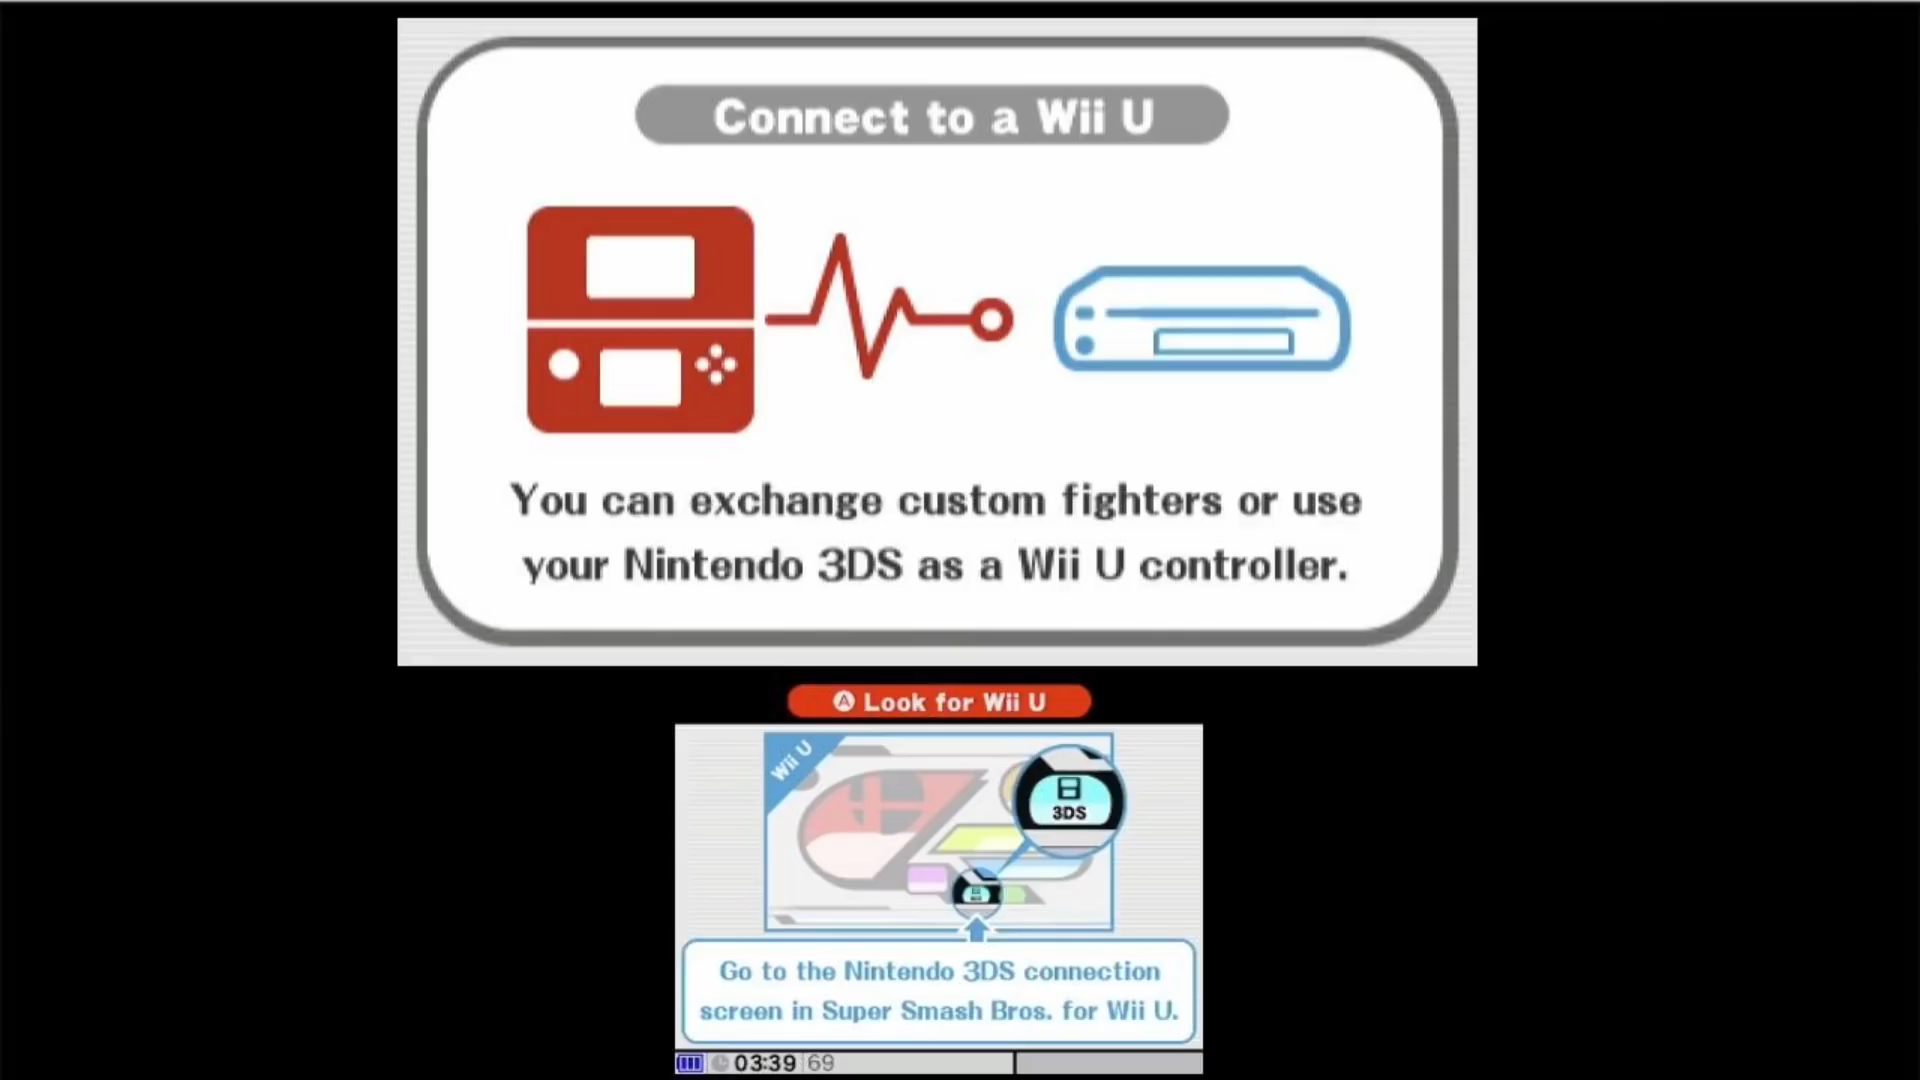 Connect to a Wii U
You can exchange custom fighters or use
your Nintendo 3DS as a Wii U controller.
A Look for Wii U
Wii U
3DS
Go to the Nintendo 3DS connection
screen in Super Smash Bros. for Wii U.
03:39 69